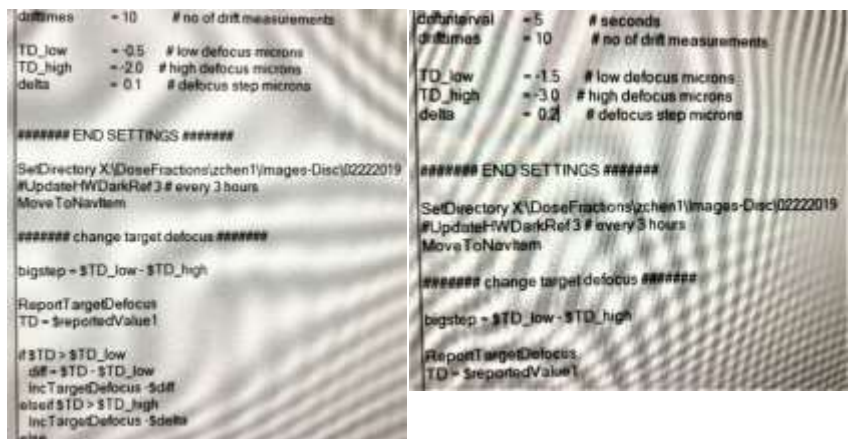 drifttimes = 10 # no of drift measurements
TD_low = -0.5 # low defocus microns
TD_high = -2.0 # high defocus microns
delta = 0.1 # defocus step microns
####### END SETTINGS #######
SetDirectory X:\DoseFractions\zchen1\Images-Disc\02222019
#UpdateHWDarkRef 3 # every 3 hours
MoveToNavItem
####### change target defocus #######
bigstep = $TD_low - $TD_high
ReportTargetDefocus
TD = $reportedValue1
if $TD > $TD_low
diff = $TD - $TD_low
IncTargetDefocus -$diff
elseif $TD > $TD_high
IncTargetDefocus -$delta
else
driftinterval = 5 # seconds
drifttimes = 10 # no of drift measurements
TD_low = -1.5 # low defocus microns
TD_high = -3.0 # high defocus microns
delta = 0.2 # defocus step microns
####### END SETTINGS #######
SetDirectory X:\DoseFractions\zchen1\Images-Disc\02222019
#UpdateHWDarkRef 3 # every 3 hours
MoveToNavItem
####### change target defocus #######
bigstep = $TD_low - $TD_high
ReportTargetDefocus
TD = $reportedValue1